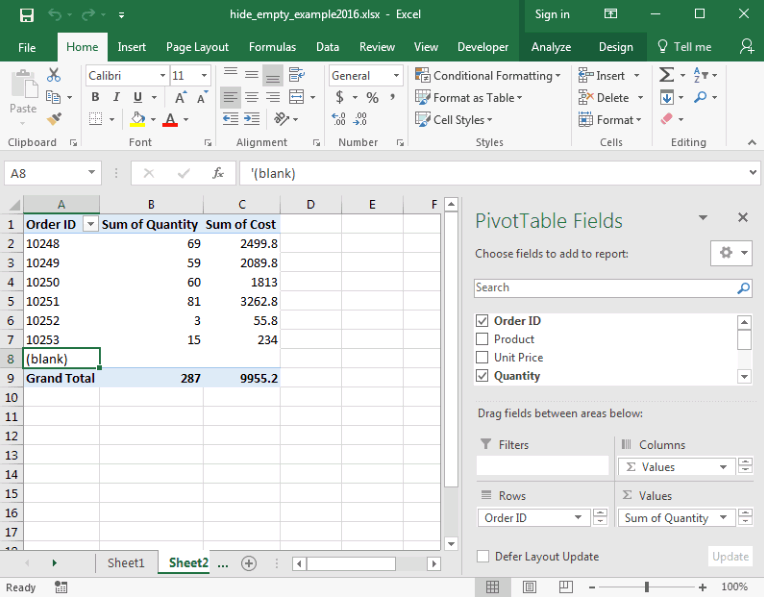 hide_empty_example2016.xlsx - Excel
Sign in
File Home Insert Page Layout Formulas Data Review View Developer Analyze Design Tell me
Paste
Calibri 11
B I U A A
A
General
$ % ,
Conditional Formatting
Format as Table
Cell Styles
Insert
Delete
Format
Clipboard Font Alignment Number Styles Cells Editing
A8 fx '(blank)
A B C D E F
1 Order ID Sum of Quantity Sum of Cost
2 10248 69 2499.8
3 10249 59 2089.8
4 10250 60 1813
5 10251 81 3262.8
6 10252 3 55.8
7 10253 15 234
8 (blank)
9 Grand Total 287 9955.2
10
11
12
13
14
15
16
17
18
PivotTable Fields
Choose fields to add to report:
Search
Order ID
Product
Unit Price
Quantity
Drag fields between areas below:
Filters
Columns
Σ Values
Rows
Order ID
Σ Values
Sum of Quantity
Defer Layout Update
Update
Sheet1 Sheet2 ...
Ready
100%